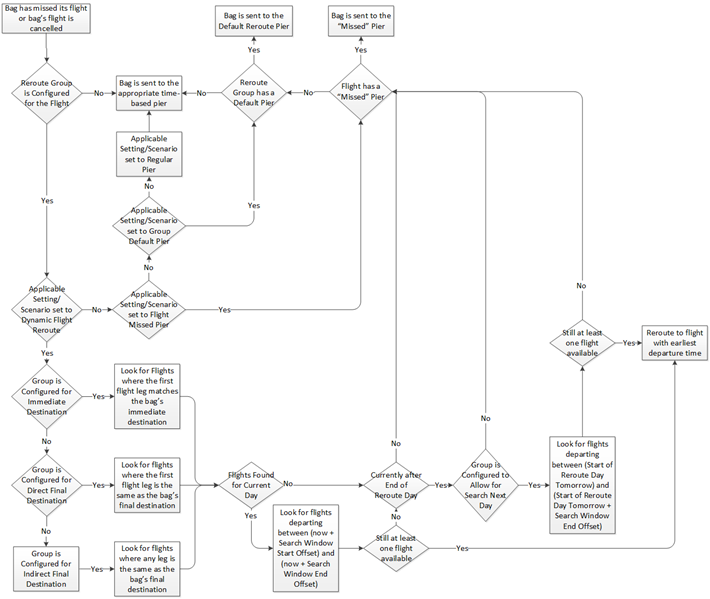 Bag has missed its flight
or bag's flight is
cancelled
Bag is sent to the
Default Reroute Pier
Bag is sent to the
"Missed" Pier
Yes
Yes
Reroute Group
is Configured
for the Flight
No
Bag is sent to the
appropriate time-
based pier
No
Reroute
Group has a
Default Pier
No
Flight has a
"Missed" Pier
Applicable
Setting/Scenario
set to Regular
Pier
No
Yes
Applicable
Setting/Scenario
set to Group
Default Pier
Yes
No
Applicable
Setting/
Scenario set to
Dynamic Flight
Reroute
No
Applicable
Setting/Scenario
set to Flight
Missed Pier
Yes
No
Still at least
one flight
available
Yes
Reroute to flight
with earliest
departure time
Yes
Group is
Configured for
Immediate
Destination
Yes
Look for Flights
where the first
flight leg matches
the bag's
immediate
destination
No
Group is
Configured for
Direct Final
Destination
Yes
Look for flights
where the first
flight leg is the
same as the bag's
final destination
Flights Found
for Current
Day
No
No
Currently after
End of
Reroute Day
Yes
No
Group is
Configured to
Allow for
Search Next
Day
Yes
Look for flights
departing
between (Start of
Reroute Day
Tomorrow) and
(Start of Reroute
Day Tomorrow +
Search Window
End Offset)
Yes
No
No
Group is
Configured for
Indirect Final
Destination
Yes
Look for flights
where any leg is
the same as the
bag's final
destination
Look for flights
departing
between (now +
Search Window
Start Offset) and
(now + Search
Window End
Offset)
Still at least
one flight
available
Yes